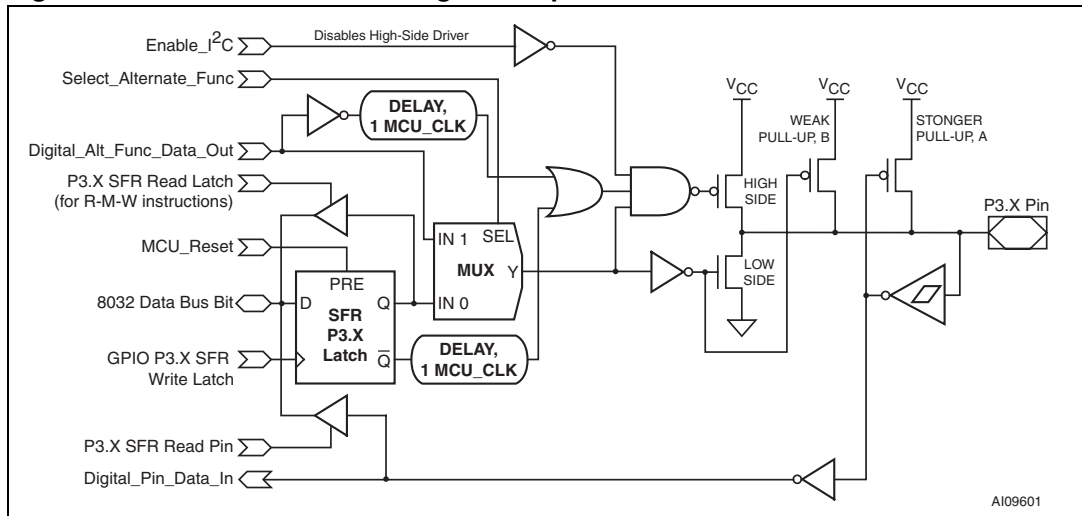 Enable_I2C
Disables High-Side Driver
Select_Alternate_Func
DELAY,
1 MCU_CLK
Digital_Alt_Func_Data_Out
P3.X SFR Read Latch
(for R-M-W instructions)
MCU_Reset
8032 Data Bus Bit
GPIO P3.X SFR
Write Latch
P3.X SFR Read Pin
Digital_Pin_Data_In
PRE
D
Q
SFR
P3.X
Latch
Q
DELAY,
1 MCU_CLK
IN 1
SEL
MUX
Y
IN 0
VCC
HIGH
SIDE
LOW
SIDE
VCC
WEAK
PULL-UP, B
VCC
STONGER
PULL-UP, A
P3.X Pin
AI09601